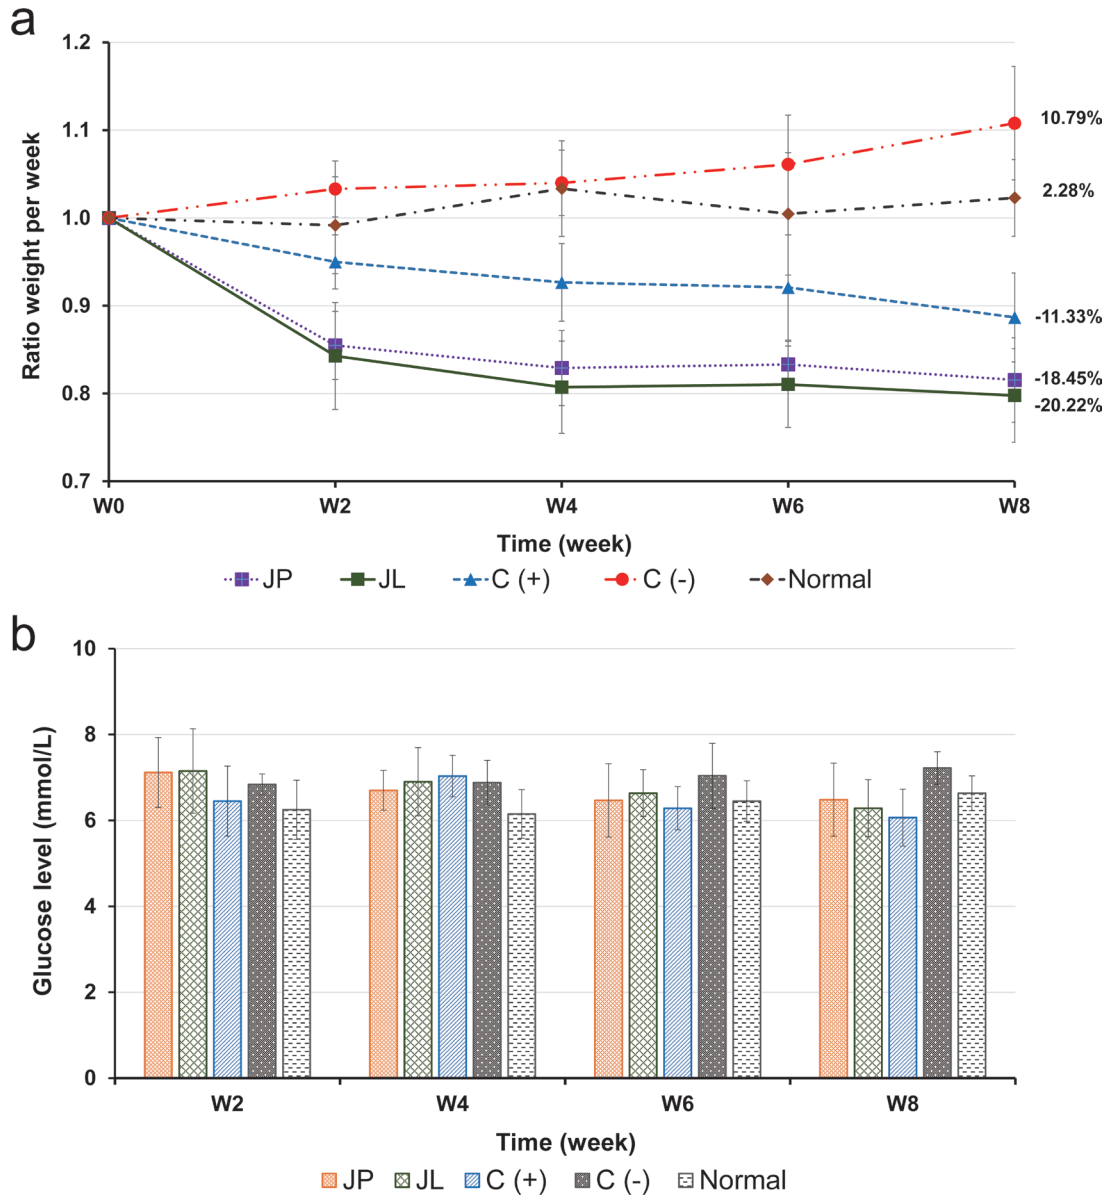 a
1.2
1.1
1.0
0.9
0.8
0.7
Ratio weight per week
10.79%
2.28%
-11.33%
-18.45%
-20.22%
W0 W2 W4 W6 W8
Time (week)
JP JL C (+) C (-) Normal
b
10
8
6
4
2
0
Glucose level (mmol/L)
W2 W4 W6 W8
Time (week)
JP JL C (+) C (-) Normal